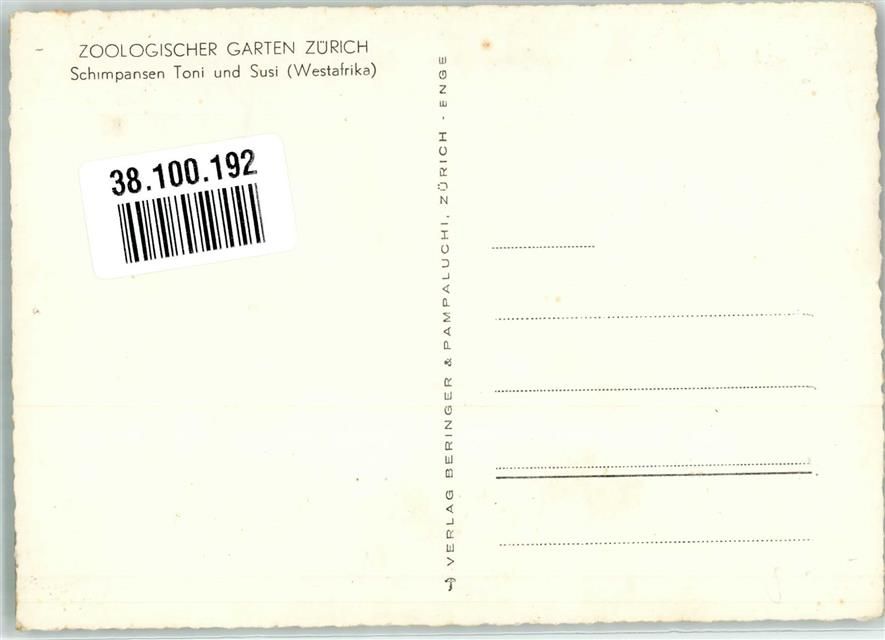 ZOOLOGISCHER GARTEN ZÜRICH
Schimpansen Toni und Susi (Westafrika)
38.100.192
VERLAG BERINGER & PAMPALUCHI, ZÜRICH - ENGE